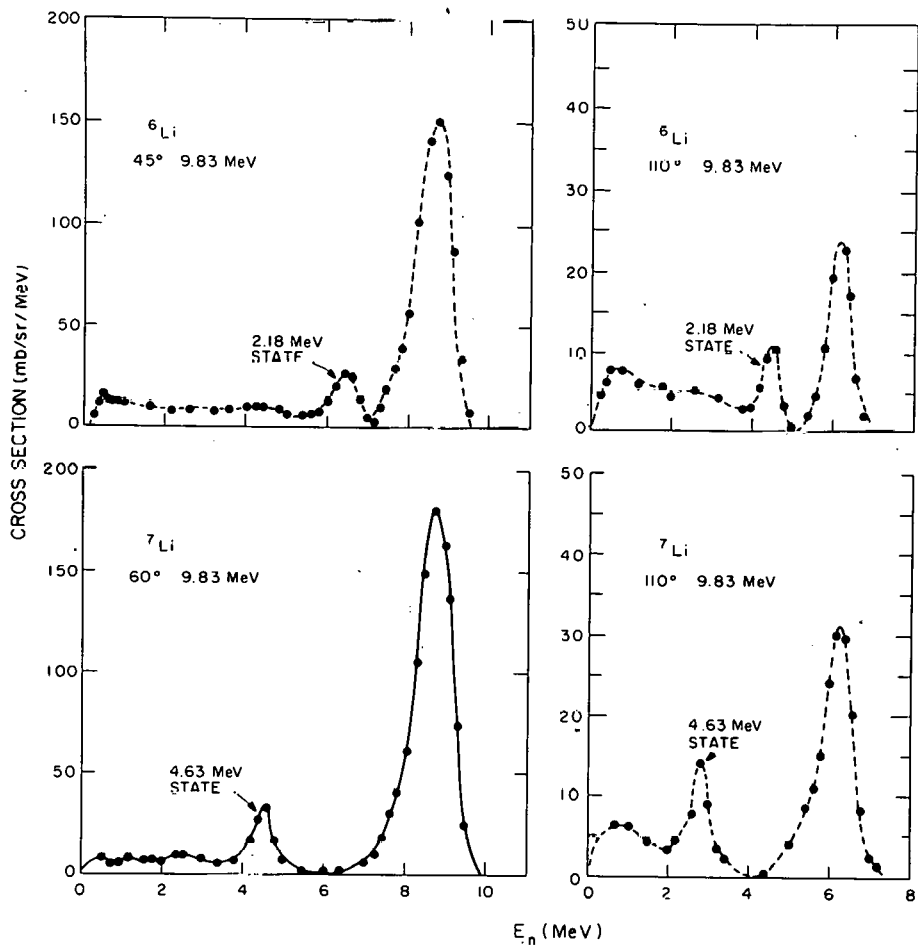 CROSS SECTION (mb/sr/MeV)
200
150
100
50
0
⁶Li
45° 9.83 MeV
2.18 MeV
STATE
50
40
30
20
10
0
⁶Li
110° 9.83 MeV
2.18 MeV
STATE
200
150
100
50
0
⁷Li
60° 9.83 MeV
4.63 MeV
STATE
0 2 4 6 8 10
50
40
30
20
10
0
⁷Li
110° 9.83 MeV
4.63 MeV
STATE
0 2 4 6 8
Eₙ (MeV)